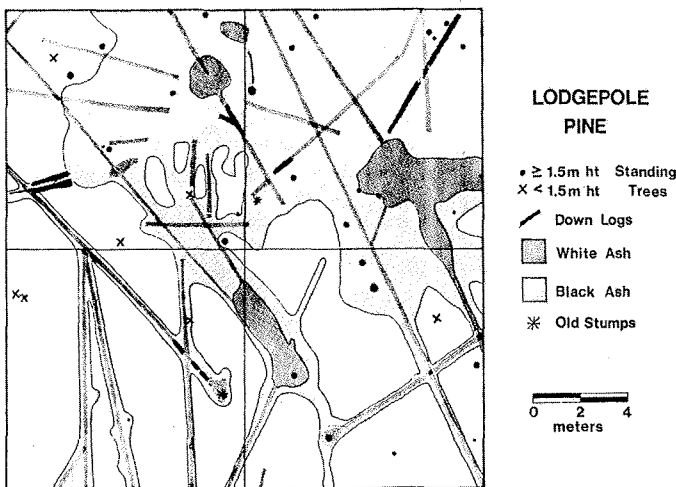 LODGEPOLE
PINE
• ≥ 1.5m ht Standing
× < 1.5m ht Trees
Down Logs
White Ash
Black Ash
Old Stumps
0 2 4
meters